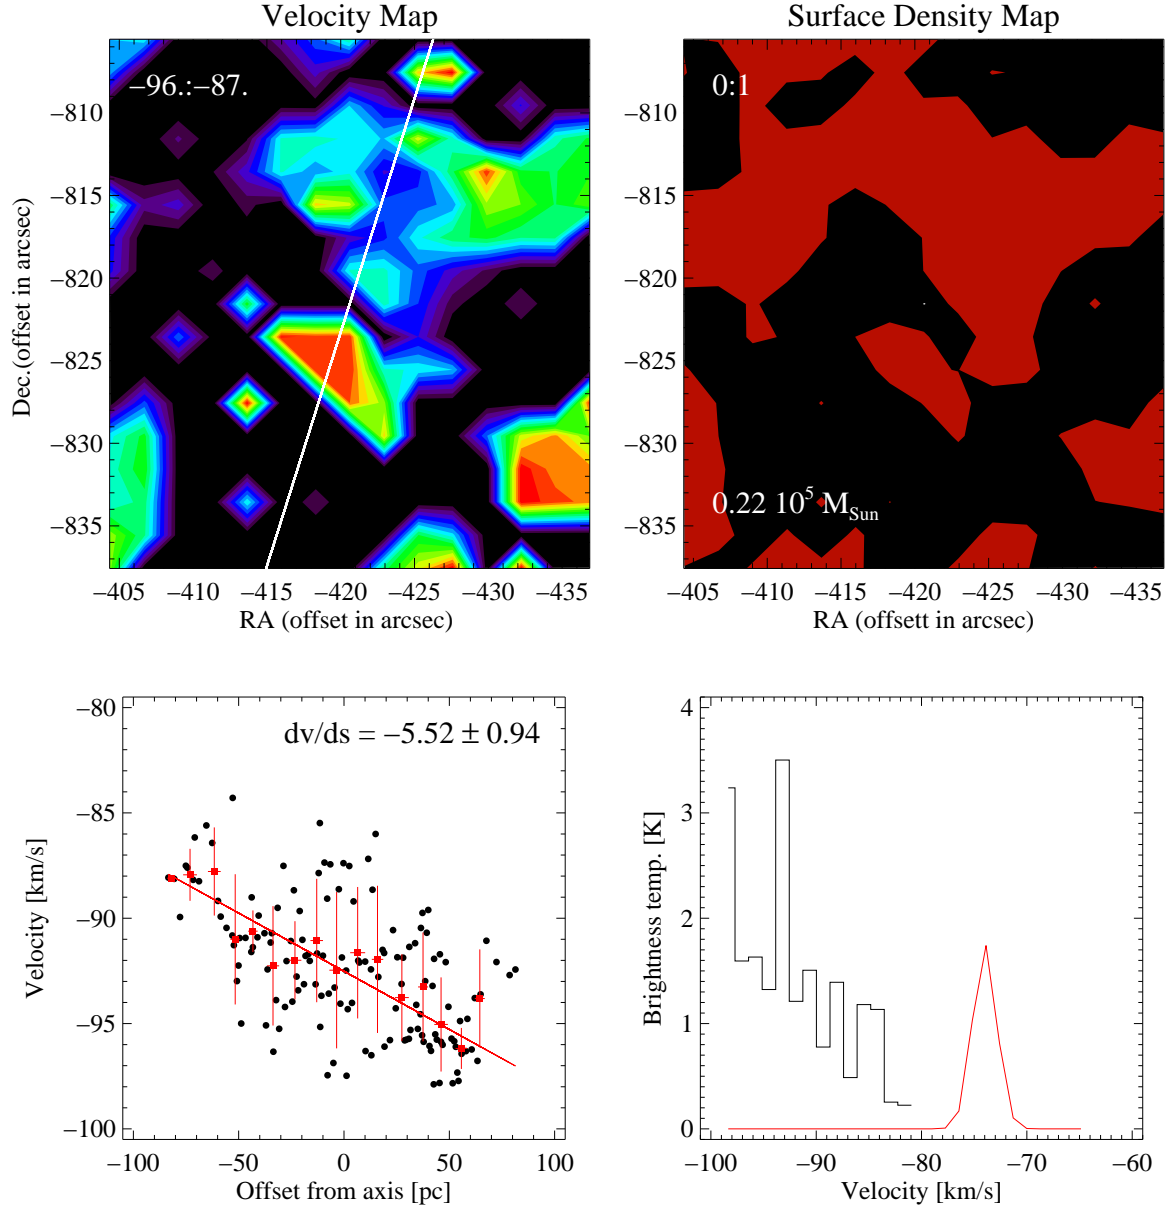 Velocity Map
Surface Density Map
−96.:−87.
0:1
−810
−815
−820
−825
−830
−835
Dec.(offset in arcsec)
−405 −410 −415 −420 −425 −430 −435
RA (offset in arcsec)
−810
−815
−820
−825
−830
−835
0.22 10^5 M_Sun
−405 −410 −415 −420 −425 −430 −435
RA (offsett in arcsec)
dv/ds = −5.52 ± 0.94
−80
−85
−90
−95
−100
Velocity [km/s]
−100 −50 0 50 100
Offset from axis [pc]
4
3
2
1
0
Brightness temp. [K]
−100 −90 −80 −70 −60
Velocity [km/s]